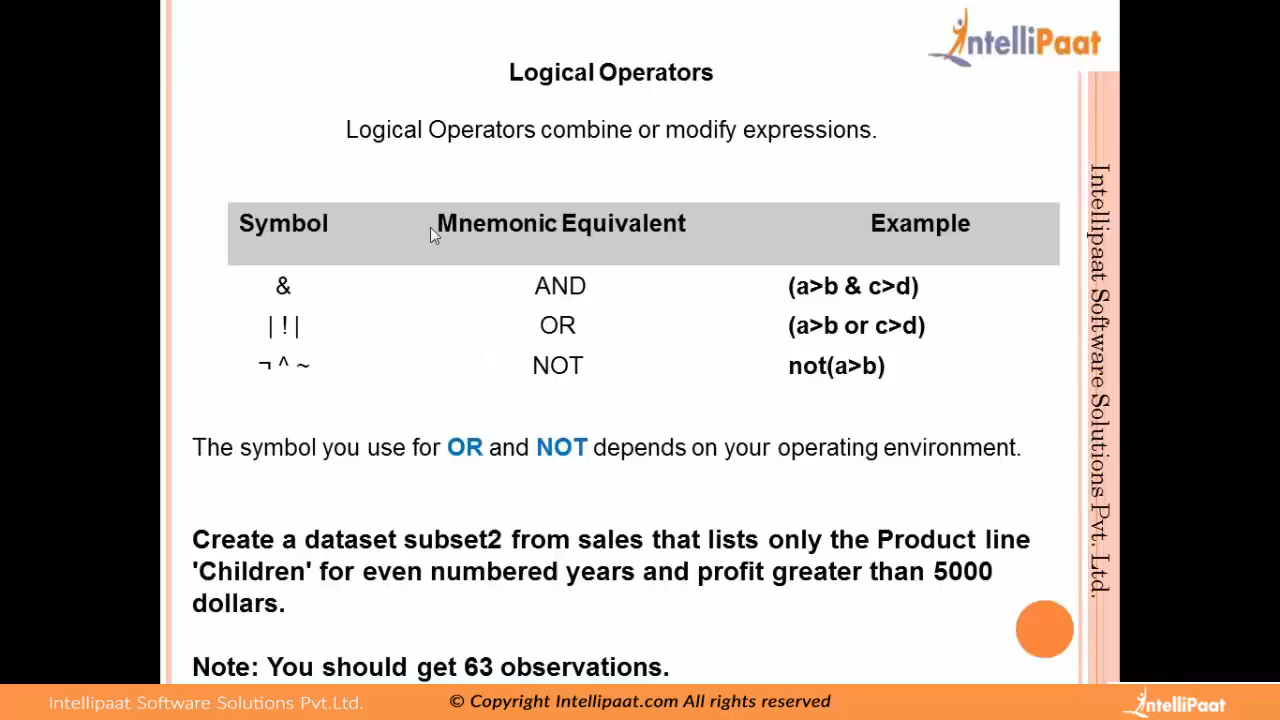 IntelliPaat
Logical Operators
Logical Operators combine or modify expressions.
Symbol Mnemonic Equivalent Example
& AND (a>b & c>d)
| ! | OR (a>b or c>d)
¬ ^ ~ NOT not(a>b)
The symbol you use for OR and NOT depends on your operating environment.
Create a dataset subset2 from sales that lists only the Product line
'Children' for even numbered years and profit greater than 5000
dollars.
Note: You should get 63 observations.
Intellipaat Software Solutions Pvt. Ltd.
Intellipaat Software Solutions Pvt.Ltd.
© Copyright Intellipaat.com All rights reserved
IntelliPaat